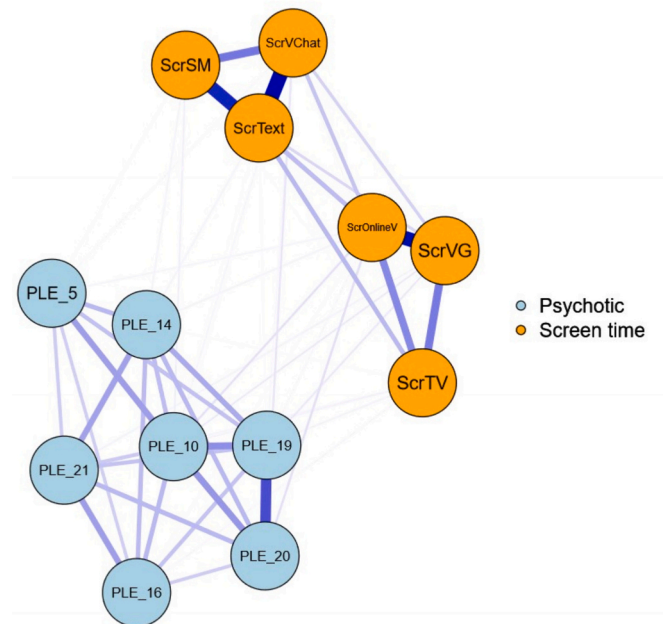 ScrVChat
ScrSM
ScrText
ScrOnlineV
ScrVG
PLE_5
Psychotic
PLE_14
Screen time
ScrTV
PLE_10
PLE_19
PLE_21
PLE_20
PLE_16